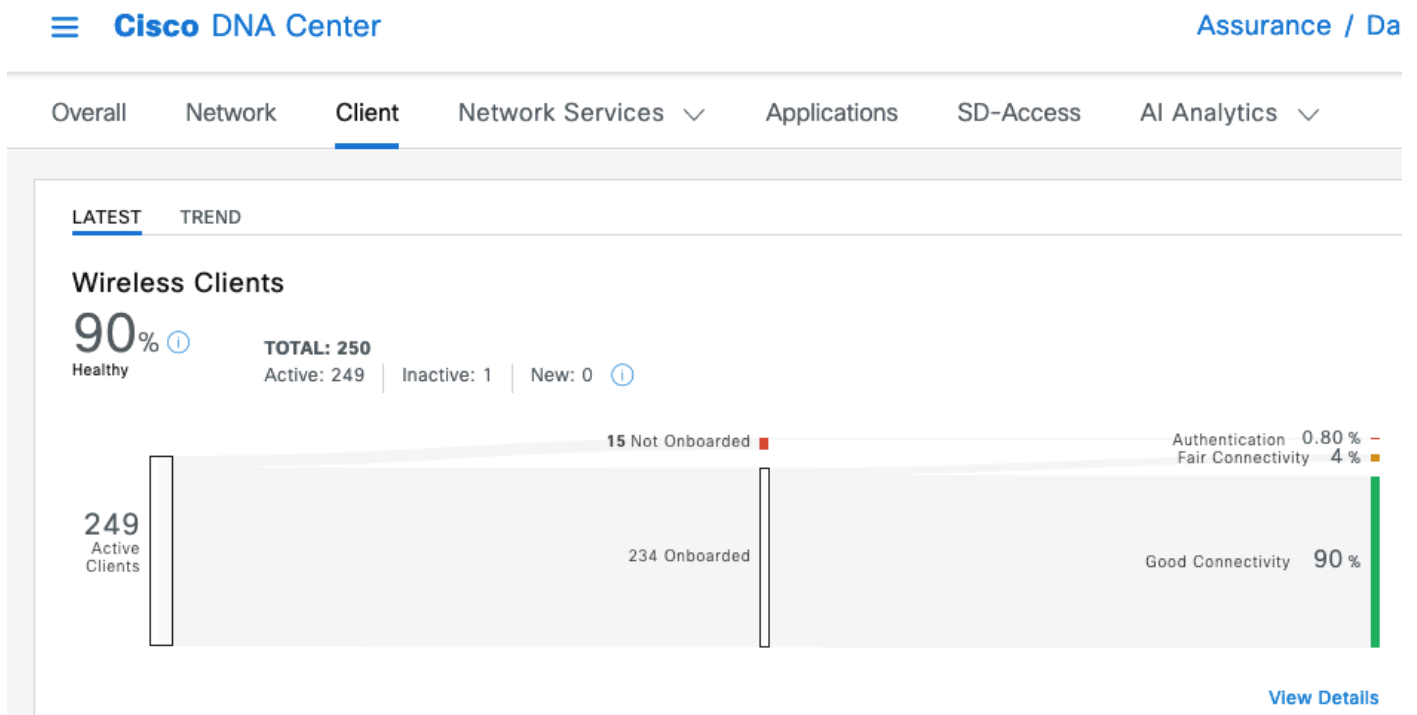 Cisco DNA Center
Assurance / Da
Overall Network Client Network Services Applications SD-Access AI Analytics
LATEST TREND
Wireless Clients
90% i
Healthy
TOTAL: 250
Active: 249 Inactive: 1 New: 0 i
15 Not Onboarded
Authentication 0.80 %
Fair Connectivity 4 %
249
Active
Clients
234 Onboarded
Good Connectivity 90 %
View Details